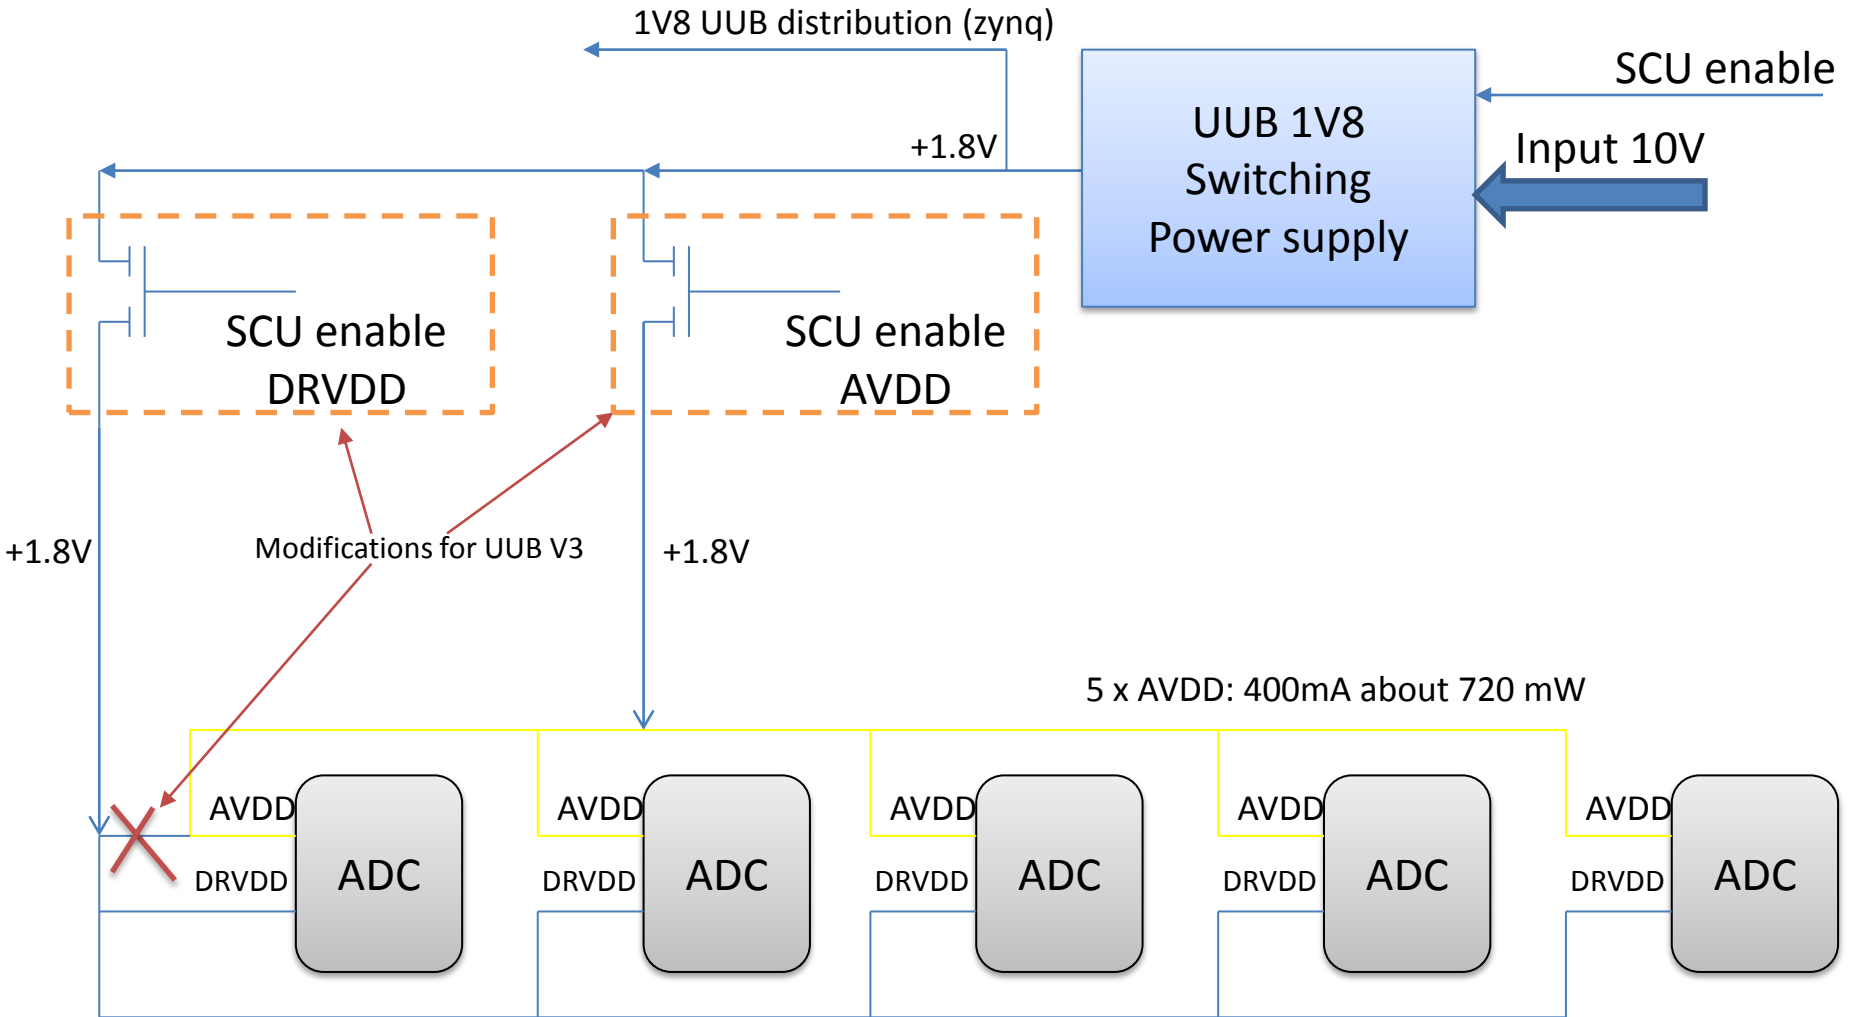 1V8 UUB distribution (zynq)
SCU enable
UUB 1V8
Switching
Power supply
Input 10V
+1.8V
SCU enable
DRVDD
SCU enable
AVDD
+1.8V
Modifications for UUB V3
+1.8V
5 x AVDD: 400mA about 720 mW
AVDD
AVDD
AVDD
AVDD
AVDD
DRVDD
ADC
DRVDD
ADC
DRVDD
ADC
DRVDD
ADC
DRVDD
ADC